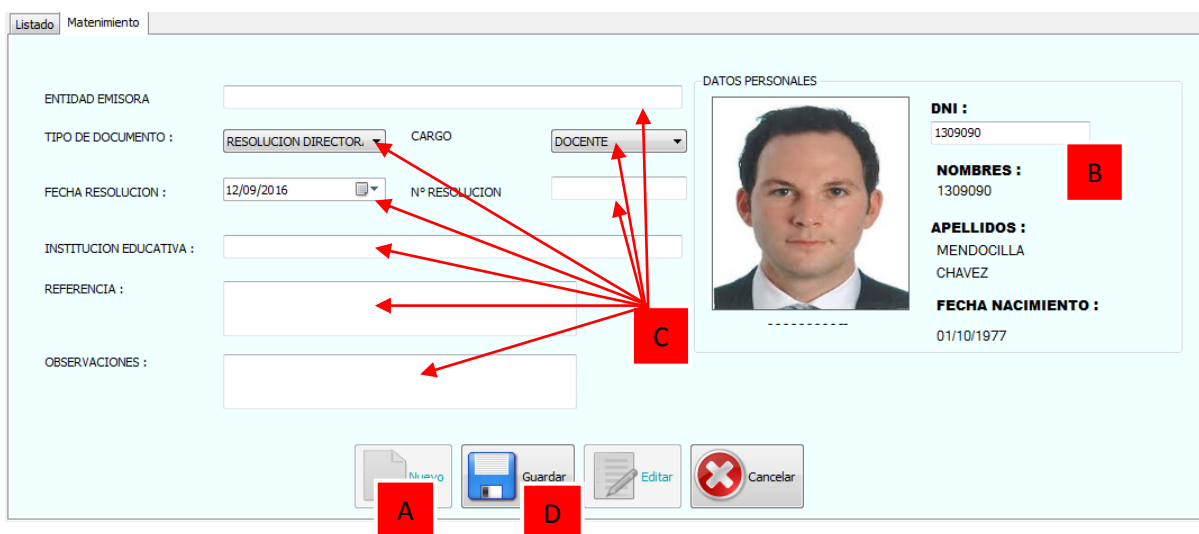 Listado Matenimiento
DATOS PERSONALES
ENTIDAD EMISORA
TIPO DE DOCUMENTO : RESOLUCION DIRECTOR. CARGO DOCENTE
FECHA RESOLUCION : 12/09/2016 Nº RESOLUCION
INSTITUCION EDUCATIVA :
REFERENCIA :
OBSERVACIONES :
C
DNI :
1309090
B
NOMBRES :
1309090
APELLIDOS :
MENDOCILLA
CHAVEZ
FECHA NACIMIENTO :
01/10/1977
Nuevo Guardar Editar Cancelar
A D